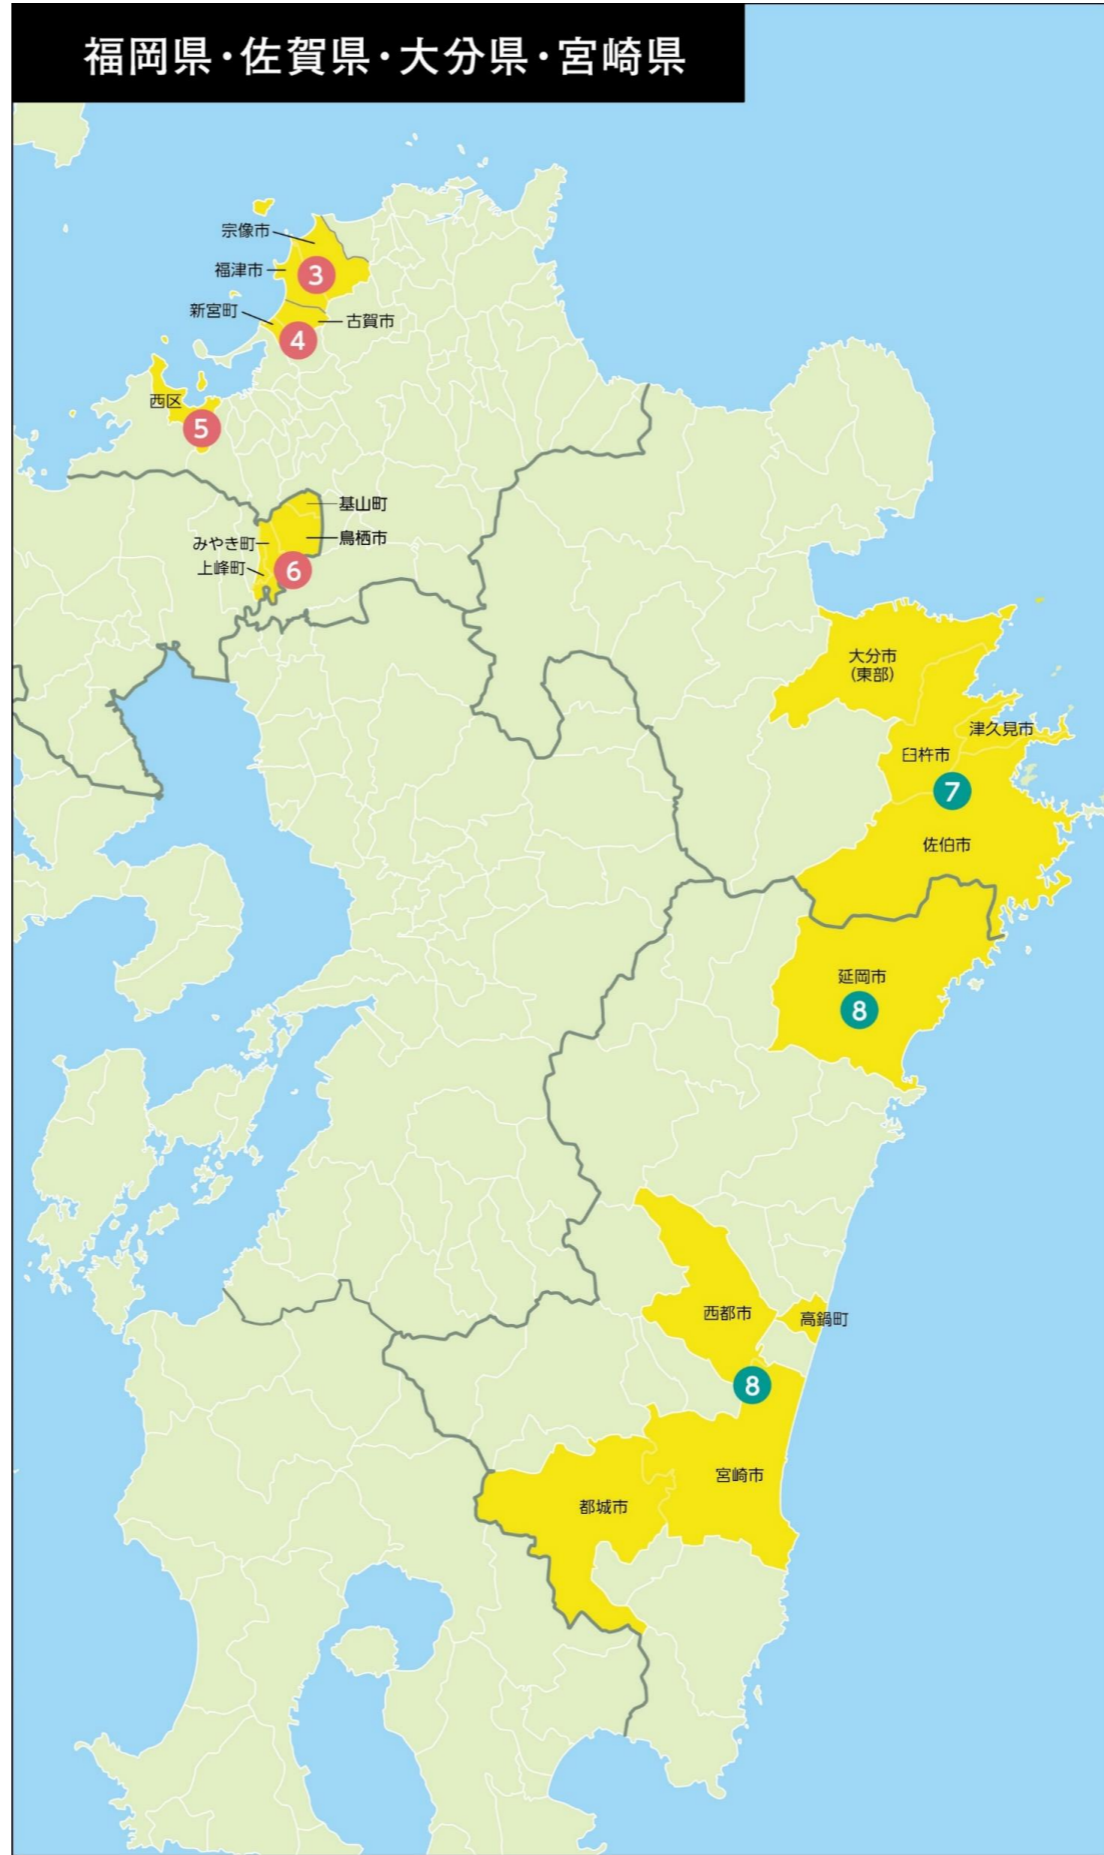 福岡県・佐賀県・大分県・宮崎県
宗像市
福津市
3
新宮町
古賀市
4
西区
5
基山町
みやき町
鳥栖市
上峰町
6
大分市
(東部)
津久見市
臼杵市
7
佐伯市
延岡市
8
西都市
高鍋町
8
宮崎市
都城市